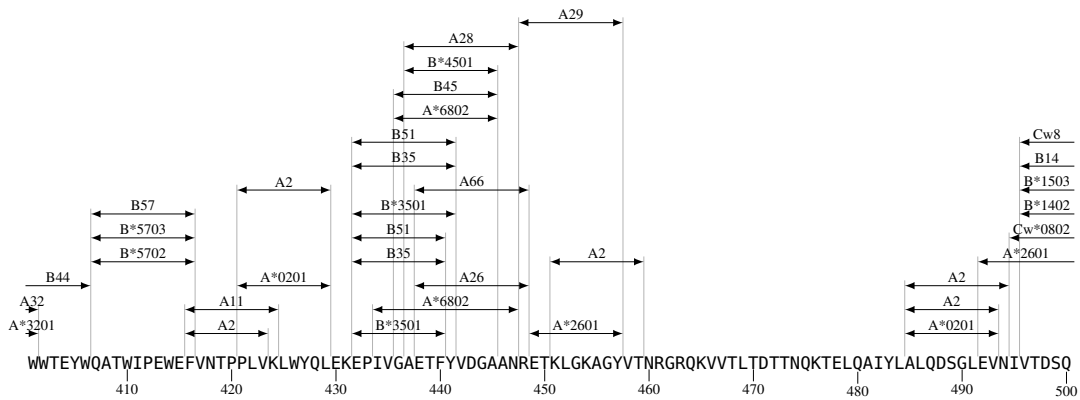 A29
A28
B*4501
B45
A*6802
B51 Cw8
B35 B14
A2 A66 B*1503
B57 B*3501 B*1402
B*5703 B51 Cw*0802
B*5702 B35 A2 A*2601
B44 A*0201 A26 A2
A32 A11 A*6802 A2
A*3201 A2 B*3501 A*2601 A*0201
WWTEYWQATWIPEWEFVNTPPLVKLWYQLEKEPIVGAETFYVDGAANRETKLGKAGYVTNRGRQKVVTLTDTTNQKTELQAIYLALQDSGLEVNIVTDSQ
410 420 430 440 450 460 470 480 490 500